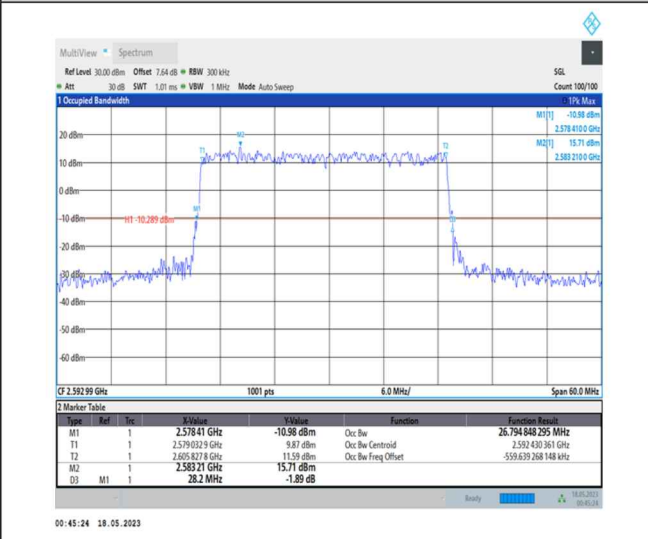 MultiView Spectrum
Ref Level 30.00 dBm Offset 7.64 dB RBW 300 kHz SGL
Att 30 dB SWT 1.01 ms VBW 1 MHz Mode Auto Sweep Count 100/100
1 Occupied Bandwidth 1Pk Max
M1[1] -10.98 dBm
2.578 4100 GHz
M2[1] 15.71 dBm
2.583 2100 GHz
20 dBm
M2
T1 T2
10 dBm
0 dBm
M1
-10 dBm H1 -10.289 dBm
-20 dBm
-30 dBm
-40 dBm
-50 dBm
-60 dBm
CF 2.592 99 GHz 1001 pts 6.0 MHz/ Span 60.0 MHz
2 Marker Table
Type Ref Trc X-Value Y-Value Function Function Result
M1 1 2.578 41 GHz -10.98 dBm Occ Bw 26.794 848 295 MHz
T1 1 2.579 032 9 GHz 9.87 dBm Occ Bw Centroid 2.592 430 361 GHz
T2 1 2.605 827 8 GHz 11.59 dBm Occ Bw Freq Offset -559.639 268 148 kHz
M2 1 2.583 21 GHz 15.71 dBm
D3 M1 1 28.2 MHz -1.89 dB
Ready 18.05.2023
00:45:24
00:45:24 18.05.2023